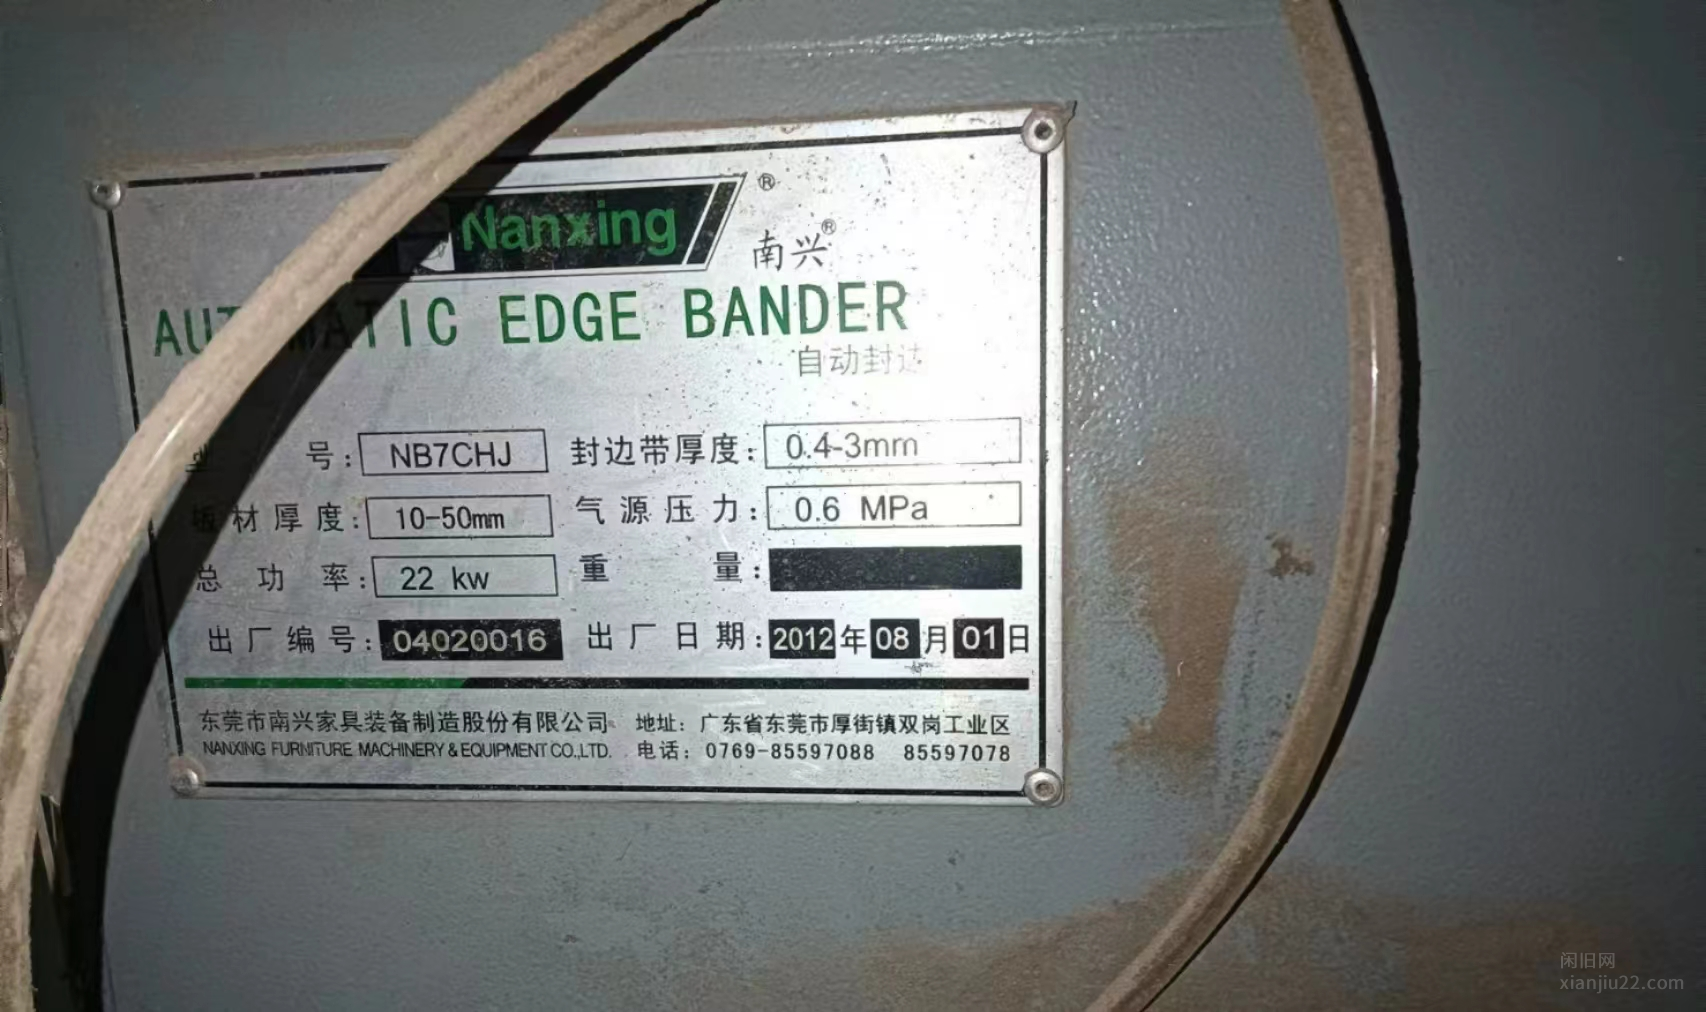 Nanxing ®
南兴®
AUTOMATIC EDGE BANDER
自动封边
型 号: NB7CHJ 封边带厚度: 0.4-3mm
板材厚度: 10-50mm 气源压力: 0.6 MPa
总功率: 22 kw 重量:
出厂编号: 04020016 出厂日期: 2012年08月01日
东莞市南兴家具装备制造股份有限公司 地址: 广东省东莞市厚街镇双岗工业区
NANXING FURNITURE MACHINERY & EQUIPMENT CO.,LTD. 电话: 0769-85597088 85597078
闲旧网
xianjiu22.com